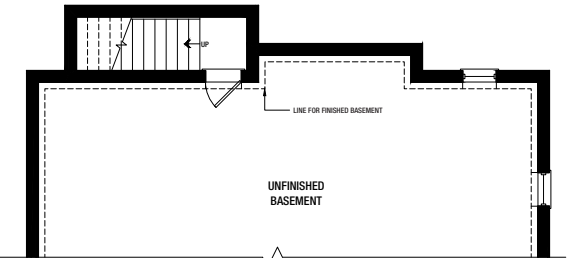 UP
LINE FOR FINISHED BASEMENT
UNFINISHED
BASEMENT